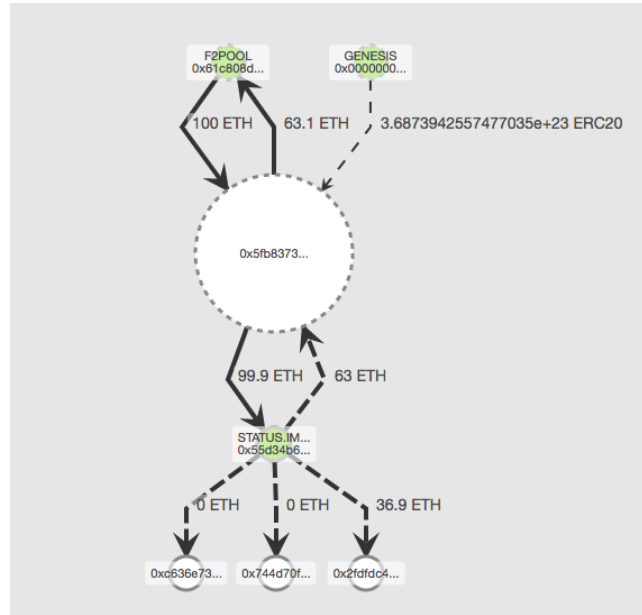 F2POOL
0x61c808d...
GENESIS
0x0000000...
100 ETH
63.1 ETH
3.6873942557477035e+23 ERC20
0x5fb8373...
99.9 ETH
63 ETH
STATUS.IM...
0x55d34b6...
0 ETH
0 ETH
36.9 ETH
0xc636e73...
0x744d70f...
0x2fdfdc4...